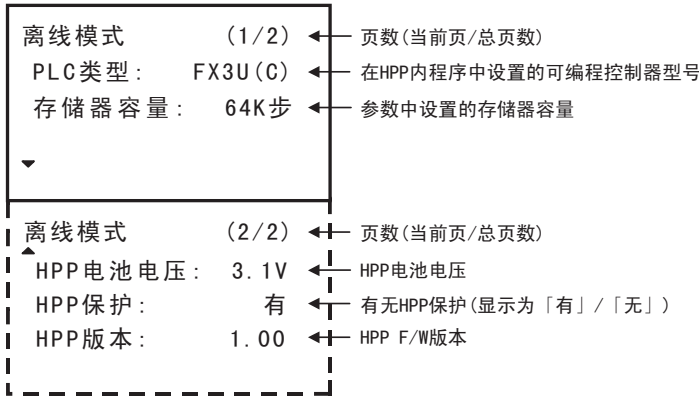 离线模式 (1/2) 页数(当前页/总页数)
PLC类型: FX3U(C) 在HPP内程序中设置的可编程控制器型号
存储器容量: 64K步 参数中设置的存储器容量
离线模式 (2/2) 页数(当前页/总页数)
HPP电池电压: 3.1V HPP电池电压
HPP保护: 有 有无HPP保护(显示为「有」/「无」)
HPP版本: 1.00 HPP F/W版本